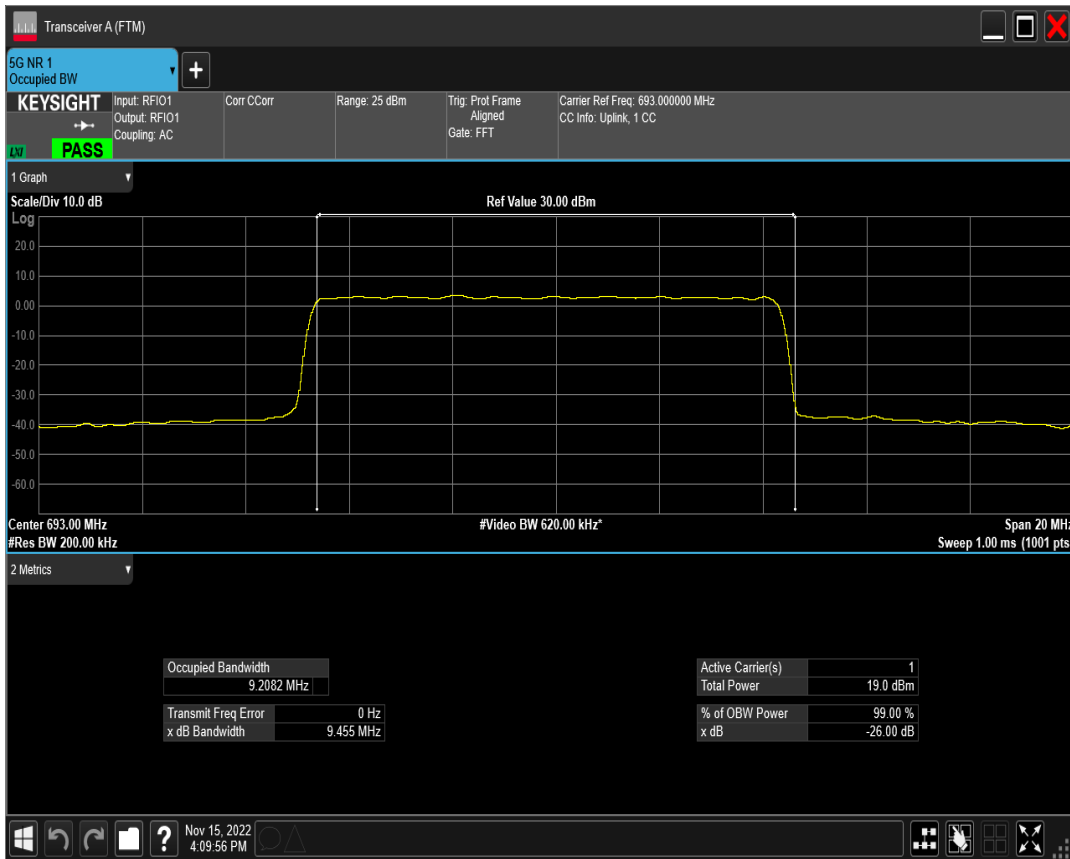 Transceiver A (FTM)
5G NR 1
Occupied BW
+
KEYSIGHT
LXI
PASS
Input: RFIO1
Output: RFIO1
Coupling: AC
Corr CCorr
Range: 25 dBm
Trig: Prot Frame
Aligned
Gate: FFT
Carrier Ref Freq: 693.000000 MHz
CC Info: Uplink, 1 CC
1 Graph
Scale/Div 10.0 dB
Ref Value 30.00 dBm
Log
20.0
10.0
0.00
-10.0
-20.0
-30.0
-40.0
-50.0
-60.0
Center 693.00 MHz
#Video BW 620.00 kHz*
Span 20 MHz
#Res BW 200.00 kHz
Sweep 1.00 ms (1001 pts
2 Metrics
Occupied Bandwidth
9.2082 MHz
Transmit Freq Error 0 Hz
x dB Bandwidth 9.455 MHz
Active Carrier(s) 1
Total Power 19.0 dBm
% of OBW Power 99.00 %
x dB -26.00 dB
?
Nov 15, 2022
4:09:56 PM